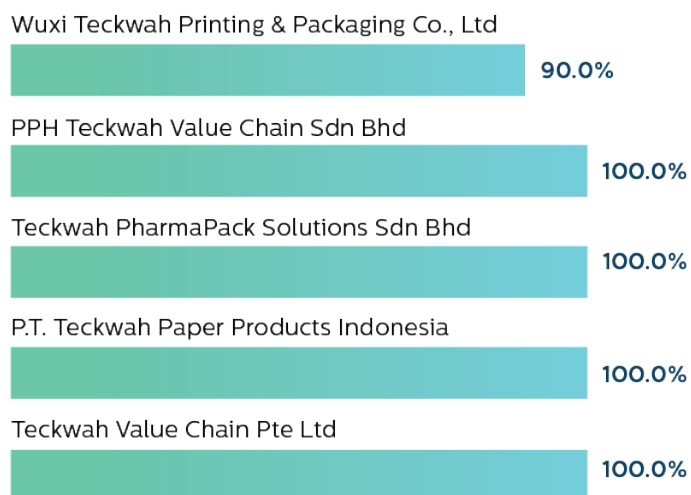 Wuxi Teckwah Printing & Packaging Co., Ltd
90.0%
PPH Teckwah Value Chain Sdn Bhd
100.0%
Teckwah PharmaPack Solutions Sdn Bhd
100.0%
P.T. Teckwah Paper Products Indonesia
100.0%
Teckwah Value Chain Pte Ltd
100.0%